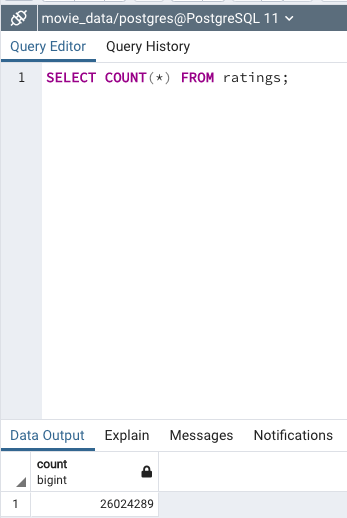 movie_data/postgres@PostgreSQL 11
Query Editor Query History
1 SELECT COUNT(*) FROM ratings;
Data Output Explain Messages Notifications
count
bigint
1 26024289